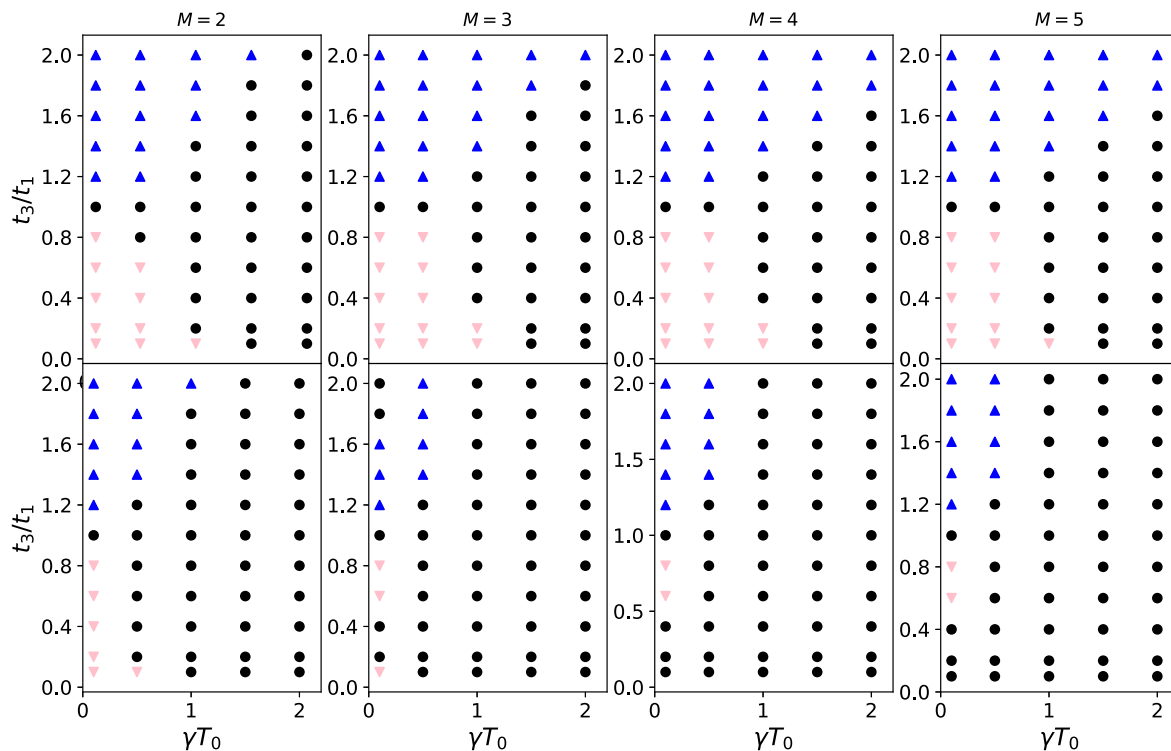 M = 2 M = 3 M = 4 M = 5
t₃/t₁
2.0 2.0 2.0 2.0
1.6 1.6 1.6 1.6
1.2 1.2 1.2 1.2
0.8 0.8 0.8 0.8
0.4 0.4 0.4 0.4
0.0 0.0 0.0 0.0
t₃/t₁
2.0 2.0 2.0 2.0
1.6 1.6 1.5 1.6
1.2 1.2 1.0 1.2
0.8 0.8 0.5 0.8
0.4 0.4 0.0 0.4
0.0 0.0 0.0
0 1 2 0 1 2 0 1 2 0 1 2
γT₀ γT₀ γT₀ γT₀